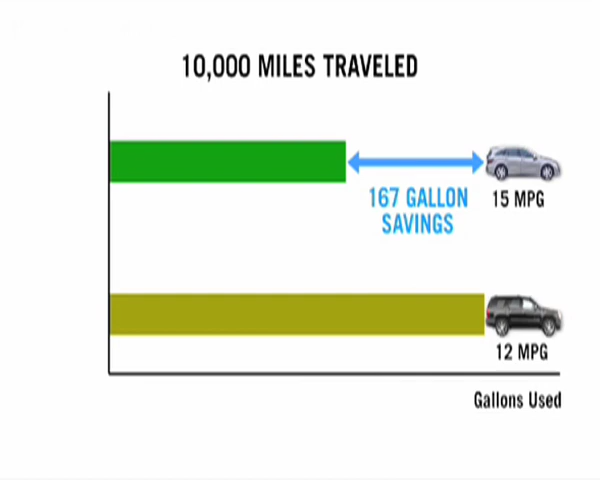 10,000 MILES TRAVELED
167 GALLON
SAVINGS
15 MPG
12 MPG
Gallons Used